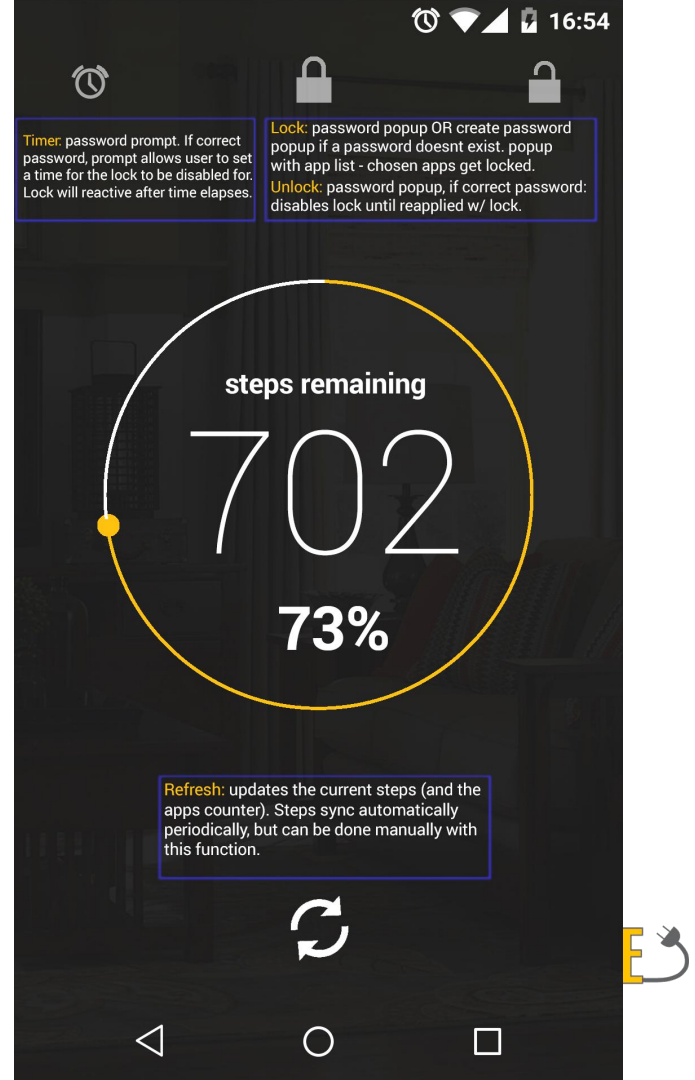 16:54
Timer: password prompt. If correct
password, prompt allows user to set
a time for the lock to be disabled for.
Lock will reactive after time elapses.
Lock: password popup OR create password
popup if a password doesnt exist. popup
with app list - chosen apps get locked.
Unlock: password popup, if correct password:
disables lock until reapplied w/ lock.
steps remaining
702
73%
Refresh: updates the current steps (and the
apps counter). Steps sync automatically
periodically, but can be done manually with
this function.
E